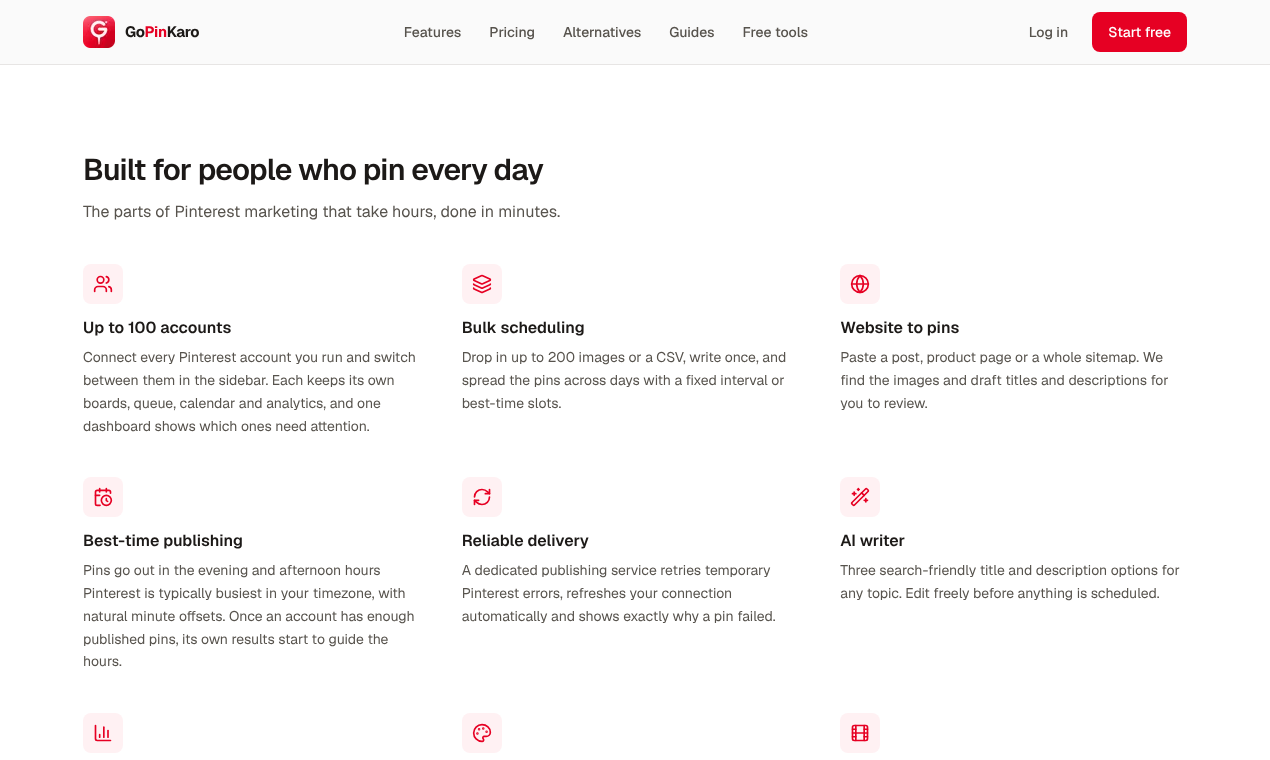 GoPinKaro
Features
Pricing
Alternatives
Guides
Free tools
Log in
Start free
Built for people who pin every day
The parts of Pinterest marketing that take hours, done in minutes.
Up to 100 accounts
Connect every Pinterest account you run and switch
between them in the sidebar. Each keeps its own
boards, queue, calendar and analytics, and one
dashboard shows which ones need attention.
Bulk scheduling
Drop in up to 200 images or a CSV, write once, and
spread the pins across days with a fixed interval or
best-time slots.
Website to pins
Paste a post, product page or a whole sitemap. We
find the images and draft titles and descriptions for
you to review.
Best-time publishing
Pins go out in the evening and afternoon hours
Pinterest is typically busiest in your timezone, with
natural minute offsets. Once an account has enough
published pins, its own results start to guide the
hours.
Reliable delivery
A dedicated publishing service retries temporary
Pinterest errors, refreshes your connection
automatically and shows exactly why a pin failed.
AI writer
Three search-friendly title and description options for
any topic. Edit freely before anything is scheduled.